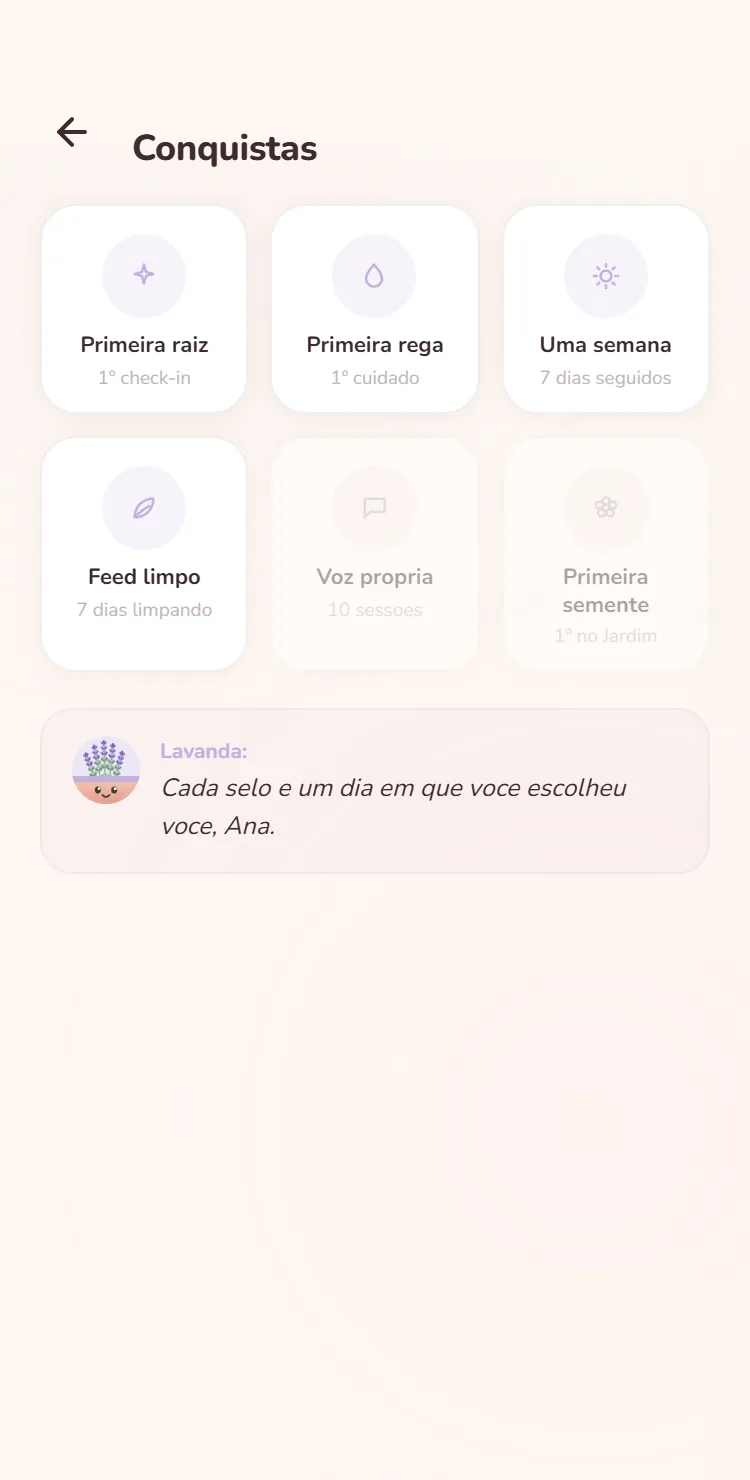 Conquistas
Primeira raiz
1º check-in
Primeira rega
1º cuidado
Uma semana
7 dias seguidos
Feed limpo
7 dias limpando
Voz propria
10 sessoes
Primeira
semente
1º no Jardim
Lavanda:
Cada selo e um dia em que voce escolheu
voce, Ana.